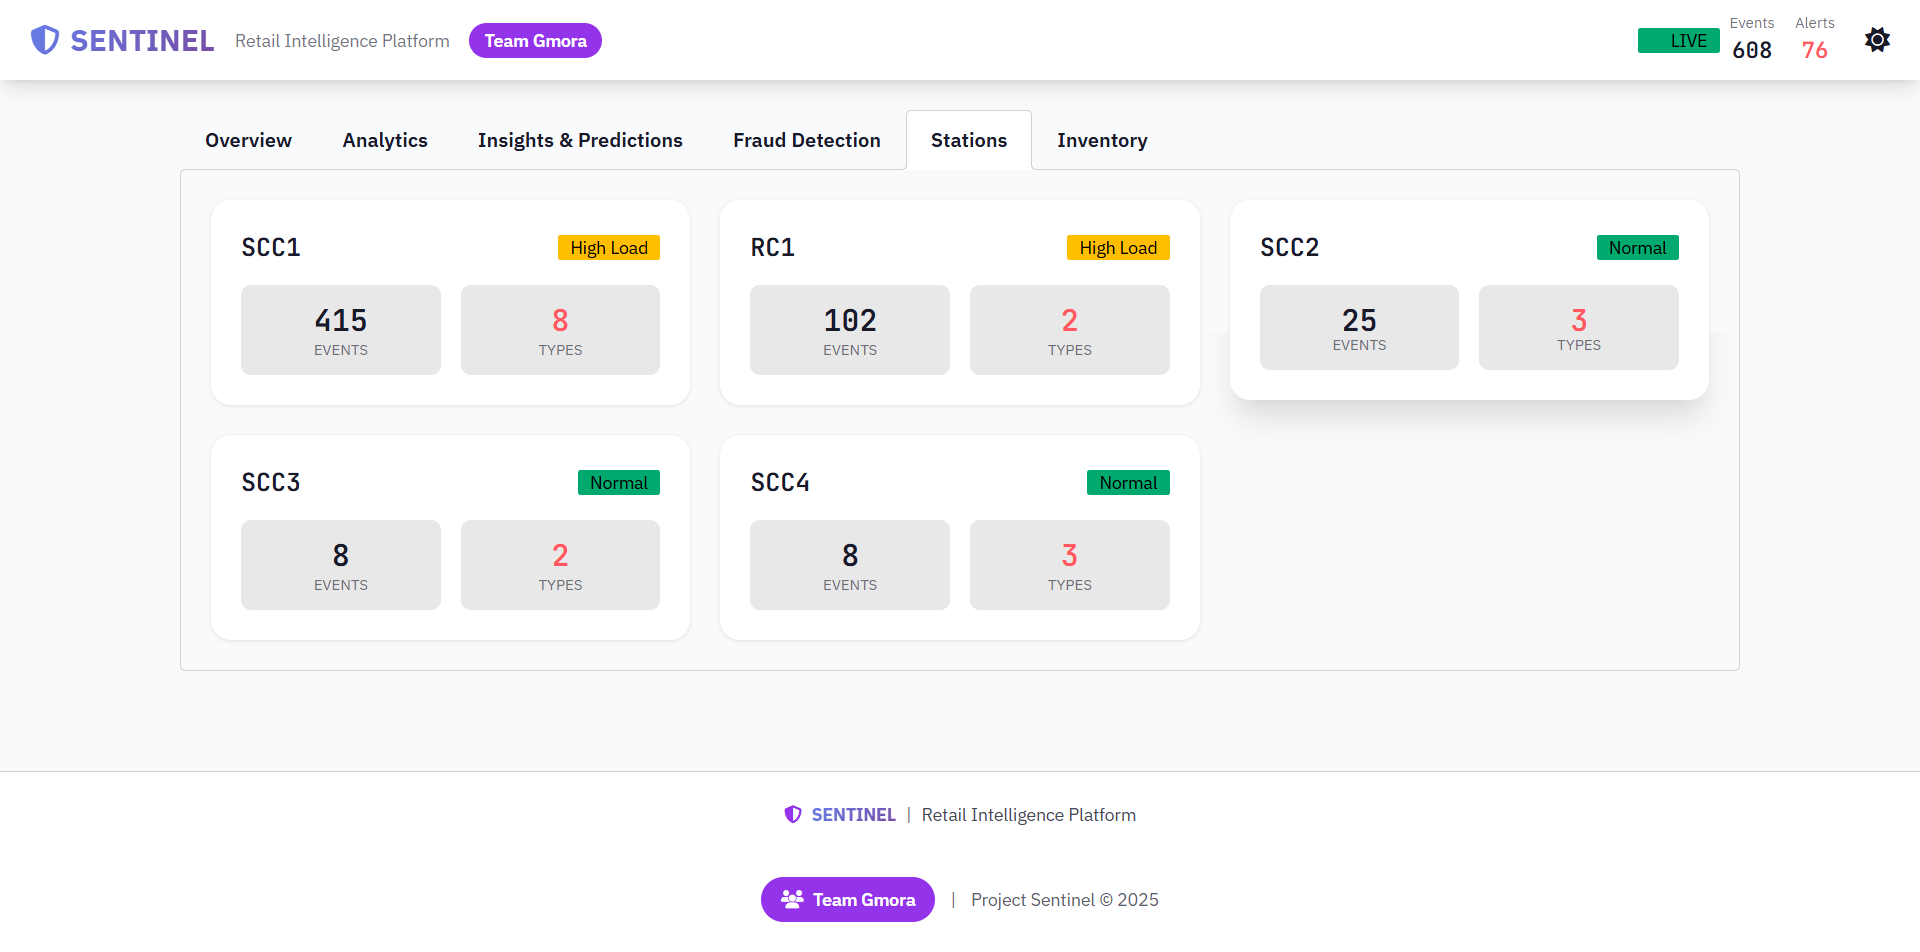 SENTINEL Retail Intelligence Platform Team Gmora
LIVE
Events
608
Alerts
76
Overview Analytics Insights & Predictions Fraud Detection Stations Inventory
SCC1 High Load
415
EVENTS
8
TYPES
RC1 High Load
102
EVENTS
2
TYPES
SCC2 Normal
25
EVENTS
3
TYPES
SCC3 Normal
8
EVENTS
2
TYPES
SCC4 Normal
8
EVENTS
3
TYPES
SENTINEL | Retail Intelligence Platform
Team Gmora | Project Sentinel © 2025